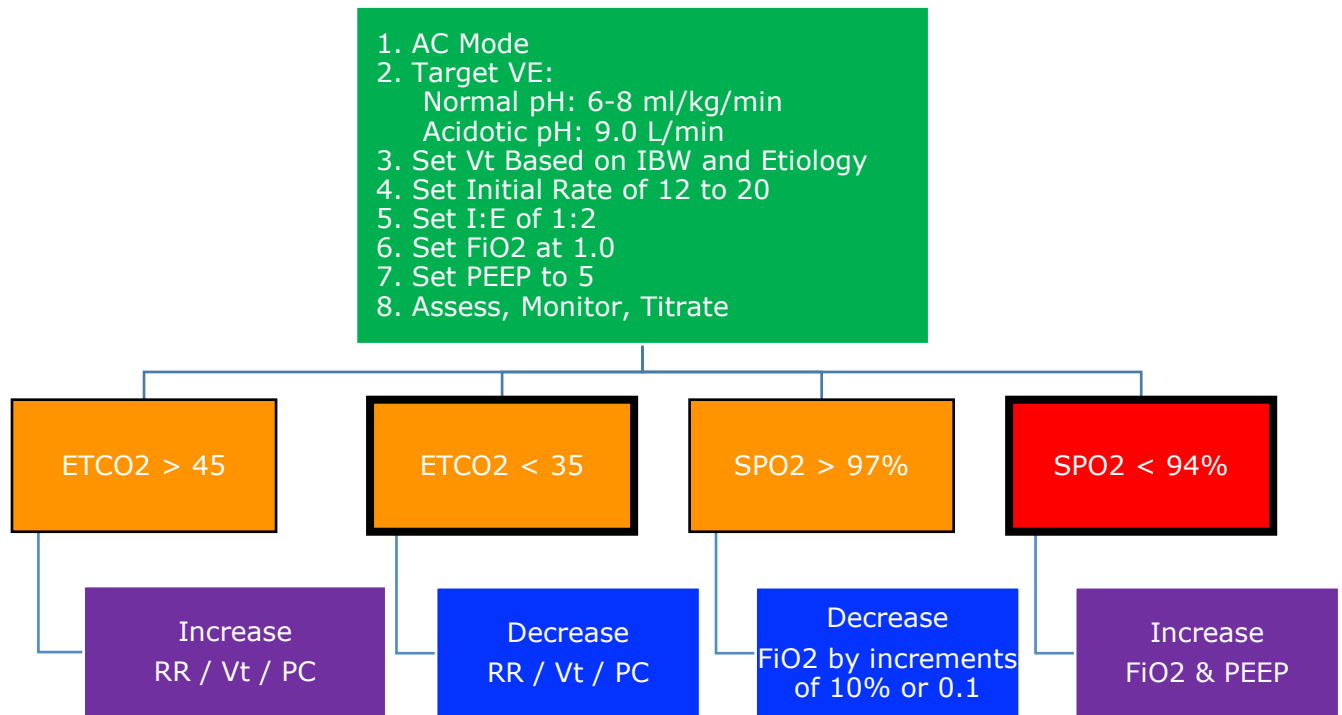 1. AC Mode
2. Target VE:
Normal pH: 6-8 ml/kg/min
Acidotic pH: 9.0 L/min
3. Set Vt Based on IBW and Etiology
4. Set Initial Rate of 12 to 20
5. Set I:E of 1:2
6. Set FiO2 at 1.0
7. Set PEEP to 5
8. Assess, Monitor, Titrate
ETCO2 > 45
ETCO2 < 35
SPO2 > 97%
SPO2 < 94%
Increase
RR / Vt / PC
Decrease
RR / Vt / PC
Decrease
FiO2 by increments
of 10% or 0.1
Increase
FiO2 & PEEP